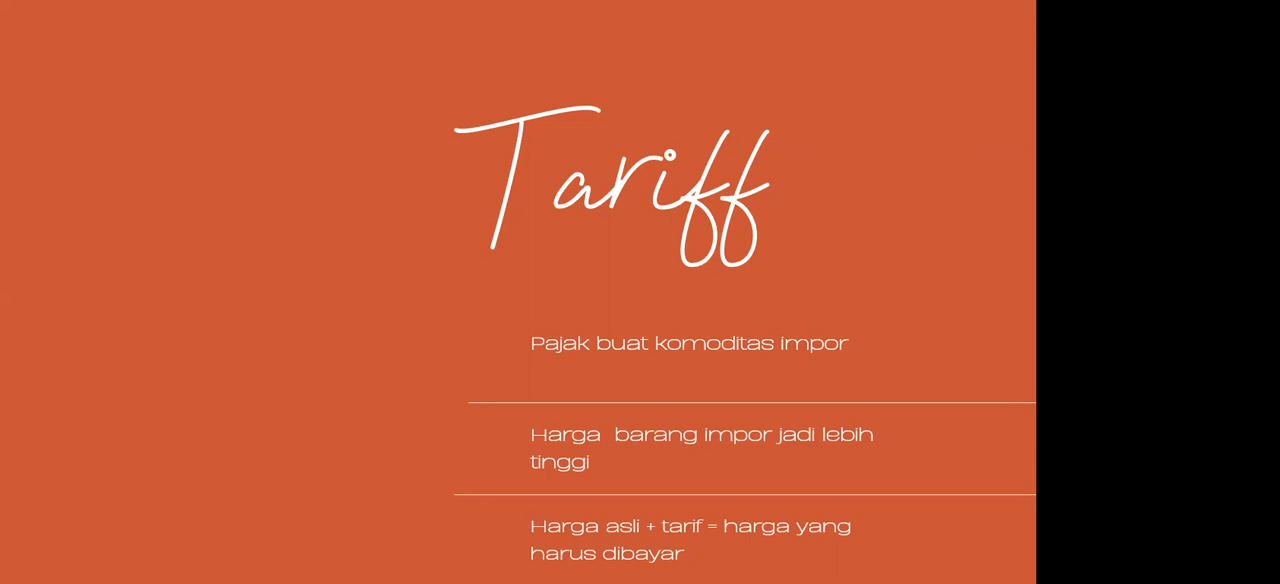 Tariff
Pajak buat komoditas impor
Harga  barang impor jadi lebih
tinggi
Harga asli + tarif = harga yang
harus dibayar